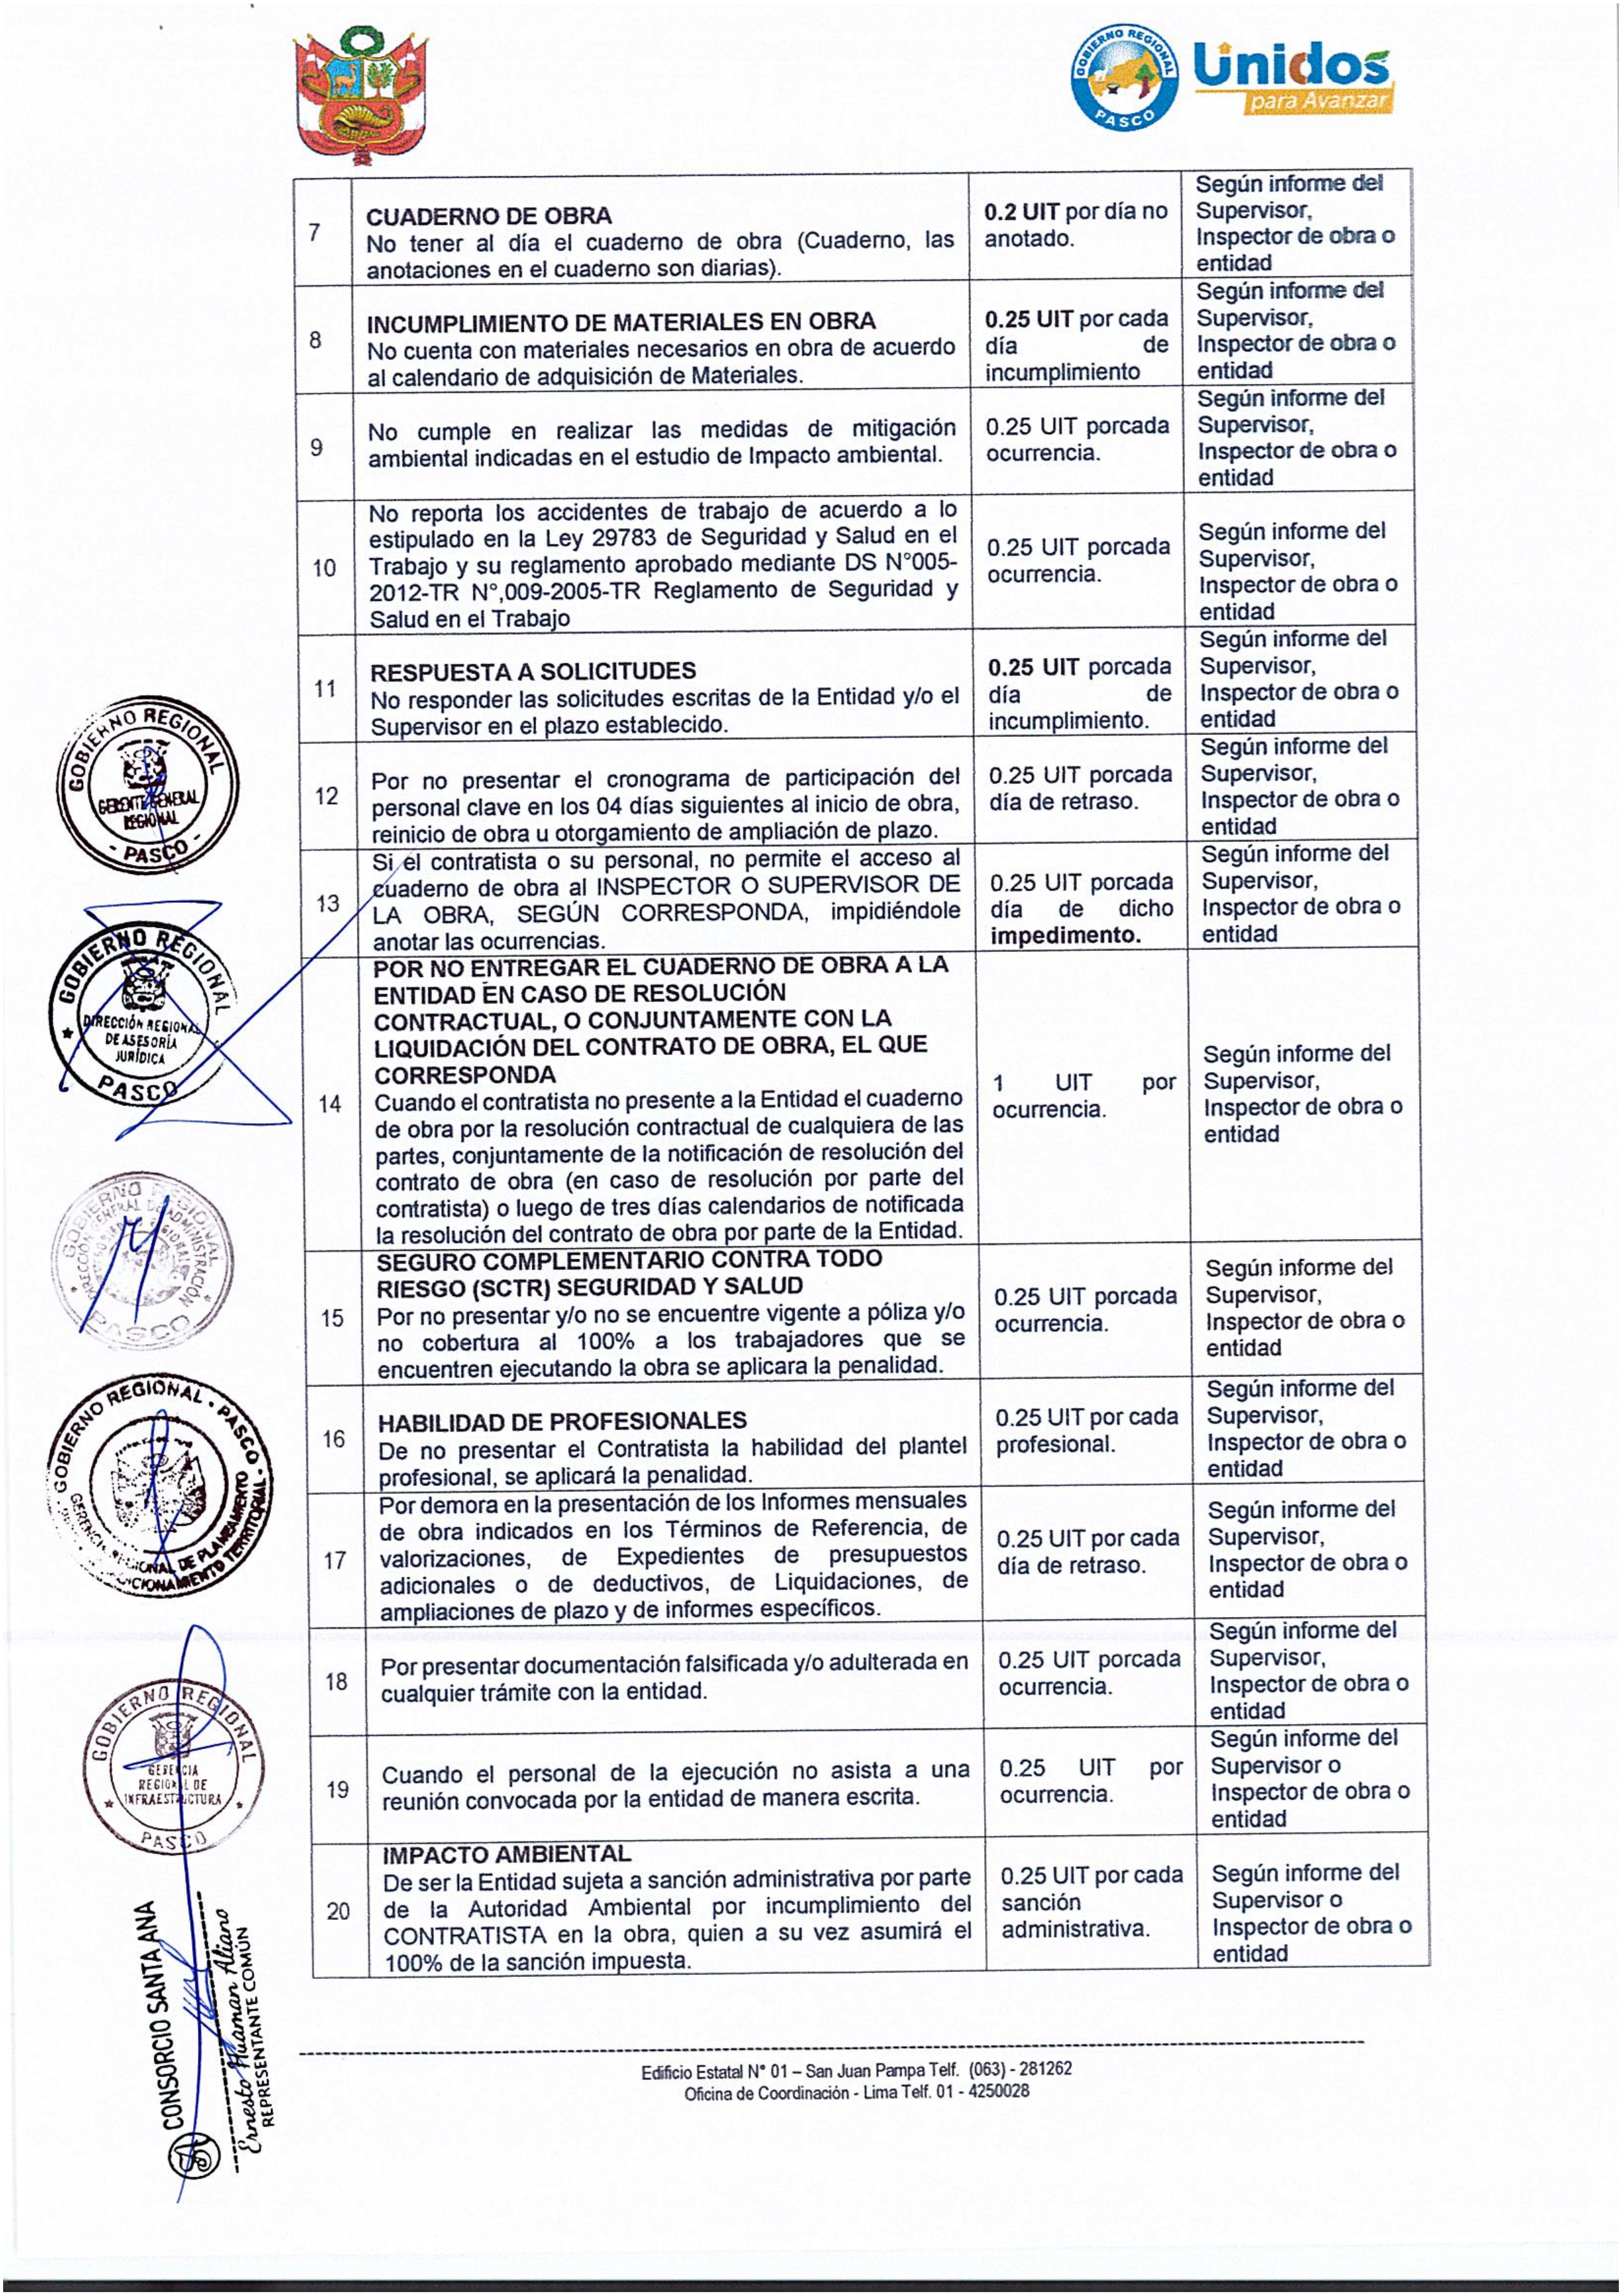 GOBIERNO REGIONAL
PASCO
Unidos
para Avanzar
7
CUADERNO DE OBRA
No tener al día el cuaderno de obra (Cuaderno, las
anotaciones en el cuaderno son diarias).
0.2 UIT por día no
anotado.
Según informe del
Supervisor,
Inspector de obra o
entidad
8
INCUMPLIMIENTO DE MATERIALES EN OBRA
No cuenta con materiales necesarios en obra de acuerdo
al calendario de adquisición de Materiales.
0.25 UIT por cada
día de
incumplimiento
Según informe del
Supervisor,
Inspector de obra o
entidad
9
No cumple en realizar las medidas de mitigación
ambiental indicadas en el estudio de Impacto ambiental.
0.25 UIT porcada
ocurrencia.
Según informe del
Supervisor,
Inspector de obra o
entidad
10
No reporta los accidentes de trabajo de acuerdo a lo
estipulado en la Ley 29783 de Seguridad y Salud en el
Trabajo y su reglamento aprobado mediante DS N°005-
2012-TR N°,009-2005-TR Reglamento de Seguridad y
Salud en el Trabajo
0.25 UIT porcada
ocurrencia.
Según informe del
Supervisor,
Inspector de obra o
entidad
11
RESPUESTA A SOLICITUDES
No responder las solicitudes escritas de la Entidad y/o el
Supervisor en el plazo establecido.
0.25 UIT porcada
día de
incumplimiento.
Según informe del
Supervisor,
Inspector de obra o
entidad
12
Por no presentar el cronograma de participación del
personal clave en los 04 días siguientes al inicio de obra,
reinicio de obra u otorgamiento de ampliación de plazo.
0.25 UIT porcada
día de retraso.
Según informe del
Supervisor,
Inspector de obra o
entidad
13
Si el contratista o su personal, no permite el acceso al
cuaderno de obra al INSPECTOR O SUPERVISOR DE
LA OBRA, SEGÚN CORRESPONDA, impidiéndole
anotar las ocurrencias.
0.25 UIT porcada
día de dicho
impedimento.
Según informe del
Supervisor,
Inspector de obra o
entidad
14
POR NO ENTREGAR EL CUADERNO DE OBRA A LA
ENTIDAD EN CASO DE RESOLUCIÓN
CONTRACTUAL, O CONJUNTAMENTE CON LA
LIQUIDACIÓN DEL CONTRATO DE OBRA, EL QUE
CORRESPONDA
Cuando el contratista no presente a la Entidad el cuaderno
de obra por la resolución contractual de cualquiera de las
partes, conjuntamente de la notificación de resolución del
contrato de obra (en caso de resolución por parte del
contratista) o luego de tres días calendarios de notificada
la resolución del contrato de obra por parte de la Entidad.
1 UIT por
ocurrencia.
Según informe del
Supervisor,
Inspector de obra o
entidad
15
SEGURO COMPLEMENTARIO CONTRA TODO
RIESGO (SCTR) SEGURIDAD Y SALUD
Por no presentar y/o no se encuentre vigente a póliza y/o
no cobertura al 100% a los trabajadores que se
encuentren ejecutando la obra se aplicara la penalidad.
0.25 UIT porcada
ocurrencia.
Según informe del
Supervisor,
Inspector de obra o
entidad
16
HABILIDAD DE PROFESIONALES
De no presentar el Contratista la habilidad del plantel
profesional, se aplicará la penalidad.
0.25 UIT por cada
profesional.
Según informe del
Supervisor,
Inspector de obra o
entidad
17
Por demora en la presentación de los Informes mensuales
de obra indicados en los Términos de Referencia, de
valorizaciones, de Expedientes de presupuestos
adicionales o de deductivos, de Liquidaciones, de
ampliaciones de plazo y de informes específicos.
0.25 UIT por cada
día de retraso.
Según informe del
Supervisor,
Inspector de obra o
entidad
18
Por presentar documentación falsificada y/o adulterada en
cualquier trámite con la entidad.
0.25 UIT porcada
ocurrencia.
Según informe del
Supervisor,
Inspector de obra o
entidad
19
Cuando el personal de la ejecución no asista a una
reunión convocada por la entidad de manera escrita.
0.25 UIT por
ocurrencia.
Según informe del
Supervisor o
Inspector de obra o
entidad
20
IMPACTO AMBIENTAL
De ser la Entidad sujeta a sanción administrativa por parte
de la Autoridad Ambiental por incumplimiento del
CONTRATISTA en la obra, quien a su vez asumirá el
100% de la sanción impuesta.
0.25 UIT por cada
sanción
administrativa.
Según informe del
Supervisor o
Inspector de obra o
entidad
GOBIERNO REGIONAL
GERENTE GENERAL
REGIONAL
- PASCO -
GOBIERNO REGIONAL
DIRECCIÓN REGIONAL
DE ASESORÍA
JURÍDICA
PASCO
GOBIERNO REGIONAL
DIRECCIÓN GENERAL DE ADMINISTRACIÓN
PASCO
GOBIERNO REGIONAL - PASCO -
REGIONAL DE PLANEAMIENTO
TERRITORIAL
GOBIERNO REGIONAL
GERENCIA
REGIONAL DE
INFRAESTRUCTURA
PASCO
CONSORCIO SANTA ANA
Ernesto Huaman Aliano
REPRESENTANTE COMÚN
Edificio Estatal N° 01 – San Juan Pampa Telf. (063) - 281262
Oficina de Coordinación - Lima Telf. 01 - 4250028